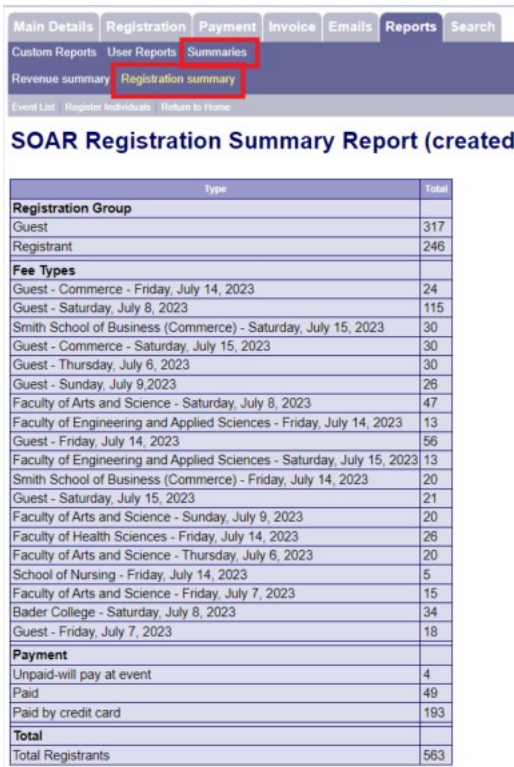 Main Details Registration Payment Invoice Emails Reports Search
Custom Reports User Reports Summaries
Revenue summary Registration summary
Event List Register Individuals Return to Home
SOAR Registration Summary Report (created
Type Total
Registration Group
Guest 317
Registrant 246
Fee Types
Guest - Commerce - Friday, July 14, 2023 24
Guest - Saturday, July 8, 2023 115
Smith School of Business (Commerce) - Saturday, July 15, 2023 30
Guest - Commerce - Saturday, July 15, 2023 30
Guest - Thursday, July 6, 2023 30
Guest - Sunday, July 9,2023 26
Faculty of Arts and Science - Saturday, July 8, 2023 47
Faculty of Engineering and Applied Sciences - Friday, July 14, 2023 13
Guest - Friday, July 14, 2023 56
Faculty of Engineering and Applied Sciences - Saturday, July 15, 2023 13
Smith School of Business (Commerce) - Friday, July 14, 2023 20
Guest - Saturday, July 15, 2023 21
Faculty of Arts and Science - Sunday, July 9, 2023 20
Faculty of Health Sciences - Friday, July 14, 2023 26
Faculty of Arts and Science - Thursday, July 6, 2023 20
School of Nursing - Friday, July 14, 2023 5
Faculty of Arts and Science - Friday, July 7, 2023 15
Bader College - Saturday, July 8, 2023 34
Guest - Friday, July 7, 2023 18
Payment
Unpaid-will pay at event 4
Paid 49
Paid by credit card 193
Total
Total Registrants 563